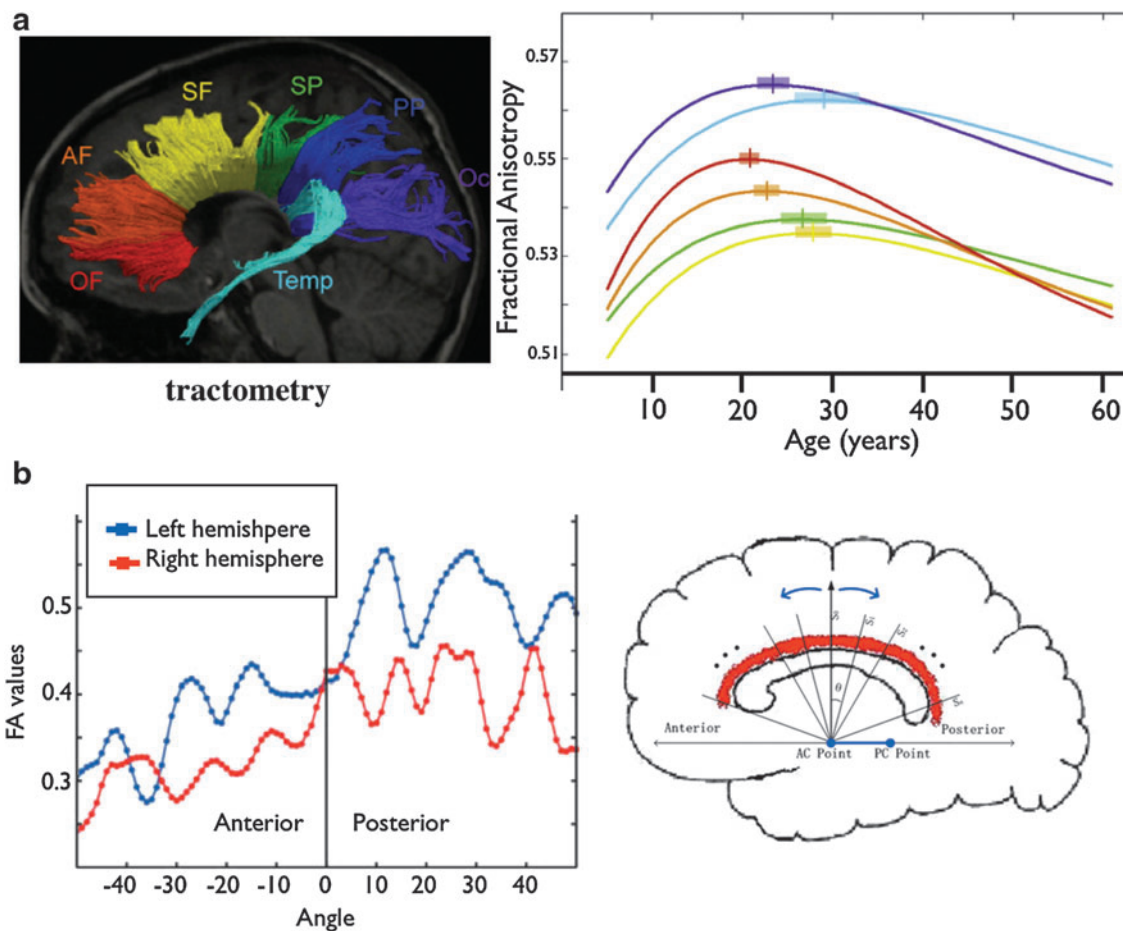 a
SF
SP
PP
AF
Oc
OF
Temp
tractometry
Fractional Anisotropy
0.57
0.55
0.53
0.51
10 20 30 40 50 60
Age (years)
b
Left hemishpere
Right hemisphere
FA values
0.5
0.4
0.3
Anterior Posterior
-40 -30 -20 -10 0 10 20 30 40
Angle
θ
Anterior
Posterior
AC Point PC Point